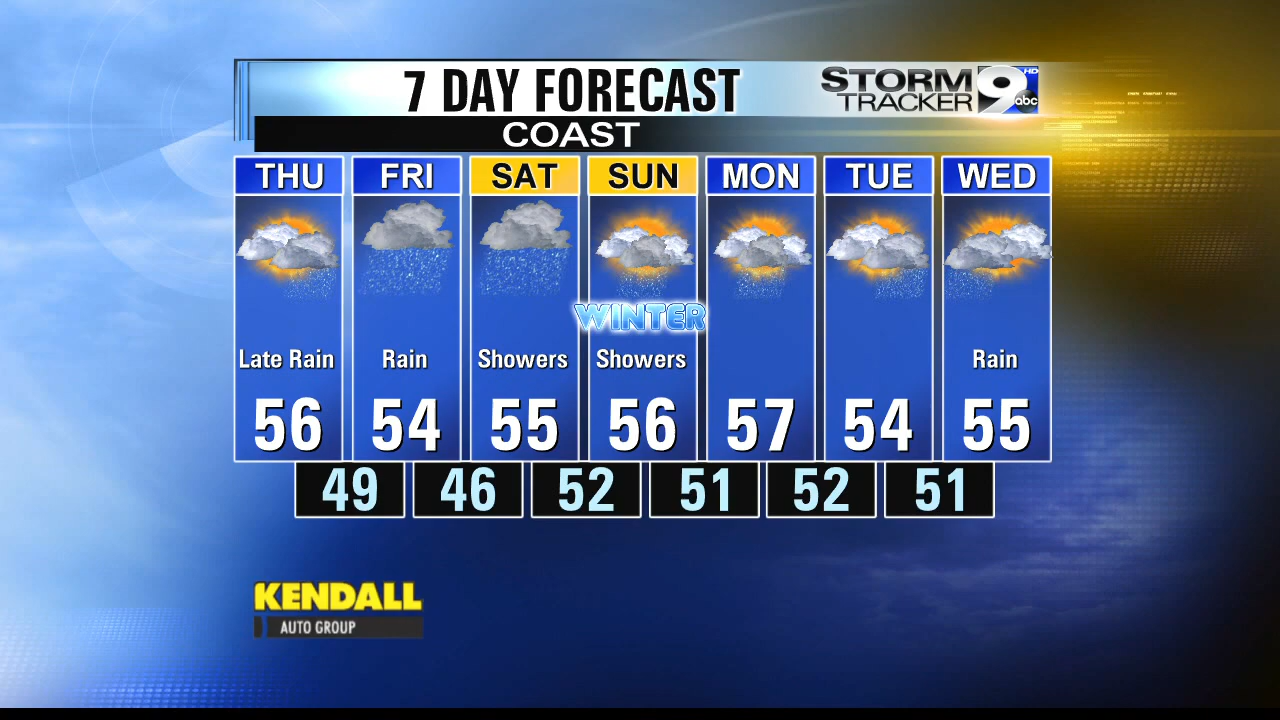 7 DAY FORECAST
STORM TRACKER 9 HD abc
COAST
THU FRI SAT SUN MON TUE WED
WINTER
Late Rain Rain Showers Showers Rain
56 54 55 56 57 54 55
49 46 52 51 52 51
KENDALL
AUTO GROUP